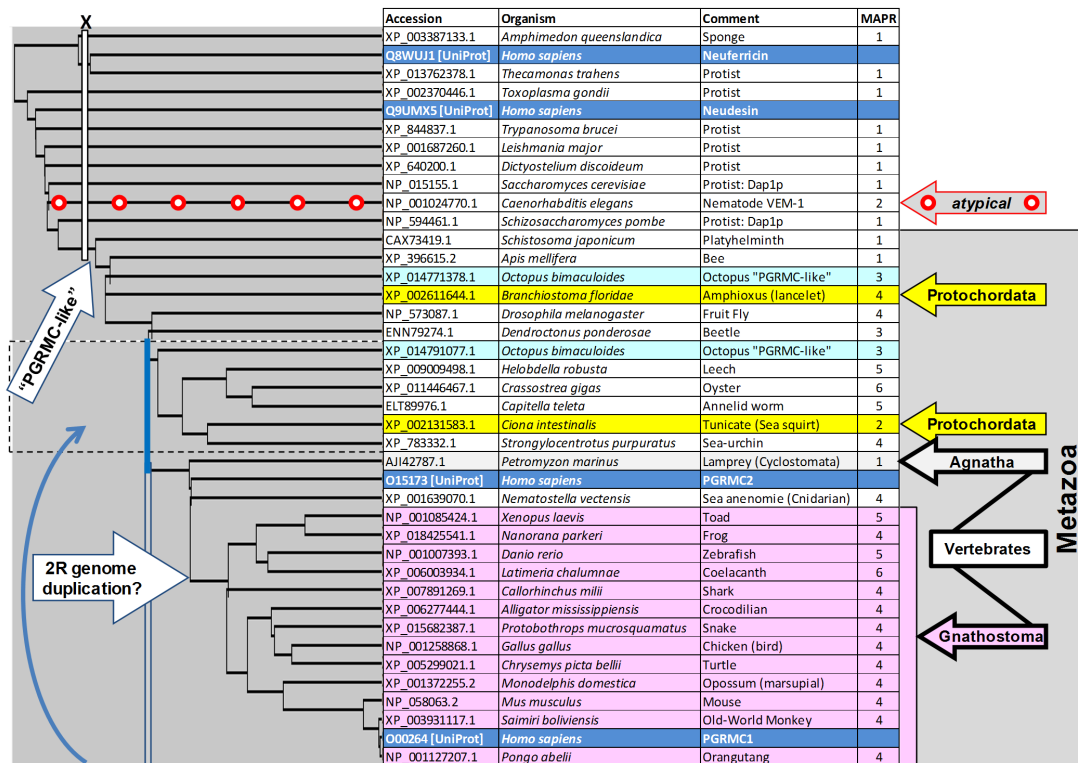 X
Accession Organism Comment MAPR
XP_003387133.1 Amphimedon queenslandica Sponge 1
Q8WUJ1 [UniProt] Homo sapiens Neuferricin
XP_013762378.1 Thecamonas trahens Protist 1
XP_002370446.1 Toxoplasma gondii Protist 1
Q9UMX5 [UniProt] Homo sapiens Neudesin
XP_844837.1 Trypanosoma brucei Protist 1
XP_001687260.1 Leishmania major Protist 1
XP_640200.1 Dictyostelium discoideum Protist 1
NP_015155.1 Saccharomyces cerevisiae Protist: Dap1p 1
NP_001024770.1 Caenorhabditis elegans Nematode VEM-1 2
atypical
NP_594461.1 Schizosaccharomyces pombe Protist: Dap1p 1
CAX73419.1 Schistosoma japonicum Platyhelminth 1
XP_396615.2 Apis mellifera Bee 1
XP_014771378.1 Octopus bimaculoides Octopus "PGRMC-like" 3
XP_002611644.1 Branchiostoma floridae Amphioxus (lancelet) 4
Protochordata
NP_573087.1 Drosophila melanogaster Fruit Fly 4
ENN79274.1 Dendroctonus ponderosae Beetle 3
"PGRMC-like"
XP_014791077.1 Octopus bimaculoides Octopus "PGRMC-like" 3
XP_009009498.1 Helobdella robusta Leech 5
XP_011446467.1 Crassostrea gigas Oyster 6
ELT89976.1 Capitella teleta Annelid worm 5
XP_002131583.1 Ciona intestinalis Tunicate (Sea squirt) 2
Protochordata
XP_783332.1 Strongylocentrotus purpuratus Sea-urchin 4
AJI42787.1 Petromyzon marinus Lamprey (Cyclostomata) 1
Agnatha
O15173 [UniProt] Homo sapiens PGRMC2
XP_001639070.1 Nematostella vectensis Sea anenomie (Cnidarian) 4
Metazoa
NP_001085424.1 Xenopus laevis Toad 5
XP_018425541.1 Nanorana parkeri Frog 4
NP_001007393.1 Danio rerio Zebrafish 5
Vertebrates
XP_006003934.1 Latimeria chalumnae Coelacanth 6
2R genome
duplication?
XP_007891269.1 Callorhinchus milii Shark 4
XP_006277444.1 Alligator mississippiensis Crocodilian 4
XP_015682387.1 Protobothrops mucrosquamatus Snake 4
Gnathostoma
NP_001258868.1 Gallus gallus Chicken (bird) 4
XP_005299021.1 Chrysemys picta bellii Turtle 4
XP_001372255.2 Monodelphis domestica Opossum (marsupial) 4
NP_058063.2 Mus musculus Mouse 4
XP_003931117.1 Saimiri boliviensis Old-World Monkey 4
O00264 [UniProt] Homo sapiens PGRMC1
NP_001127207.1 Pongo abelii Orangutang 4